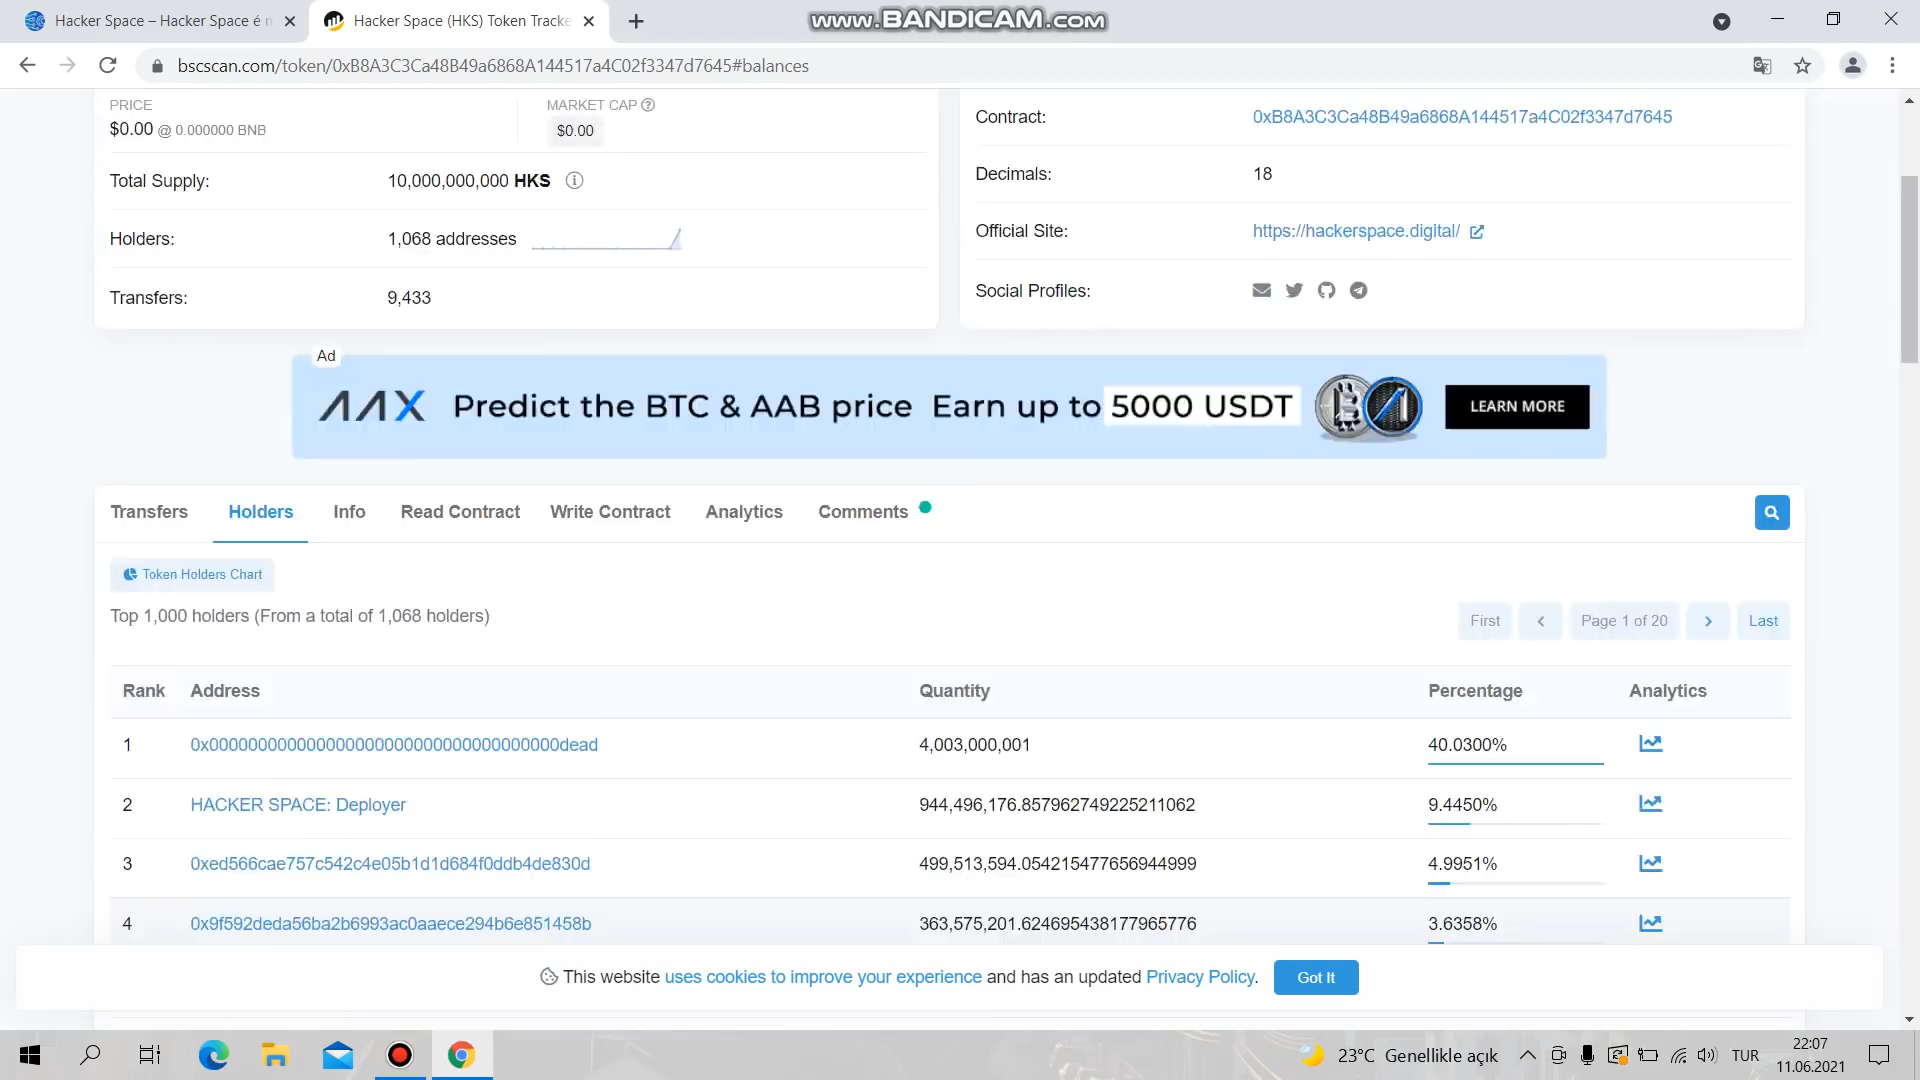 Hacker Space – Hacker Space é
Hacker Space (HKS) Token Tracke
www.BANDICAM.com
bscscan.com/token/0xB8A3C3Ca48B49a6868A144517a4C02f3347d7645#balances
PRICE
$0.00 @ 0.000000 BNB
MARKET CAP
$0.00
Total Supply: 10,000,000,000 HKS
Holders: 1,068 addresses
Transfers: 9,433
Contract: 0xB8A3C3Ca48B49a6868A144517a4C02f3347d7645
Decimals: 18
Official Site: https://hackerspace.digital/
Social Profiles:
Ad
AAX Predict the BTC & AAB price Earn up to 5000 USDT LEARN MORE
Transfers Holders Info Read Contract Write Contract Analytics Comments
Token Holders Chart
Top 1,000 holders (From a total of 1,068 holders)
First Page 1 of 20 Last
Rank Address Quantity Percentage Analytics
1 0x000000000000000000000000000000000000dead 4,003,000,001 40.0300%
2 HACKER SPACE: Deployer 944,496,176.857962749225211062 9.4450%
3 0xed566cae757c542c4e05b1d1d684f0ddb4de830d 499,513,594.054215477656944999 4.9951%
4 0x9f592deda56ba2b6993ac0aaece294b6e851458b 363,575,201.624695438177965776 3.6358%
This website uses cookies to improve your experience and has an updated Privacy Policy. Got It
23°C Genellikle açık
TUR
22:07
11.06.2021